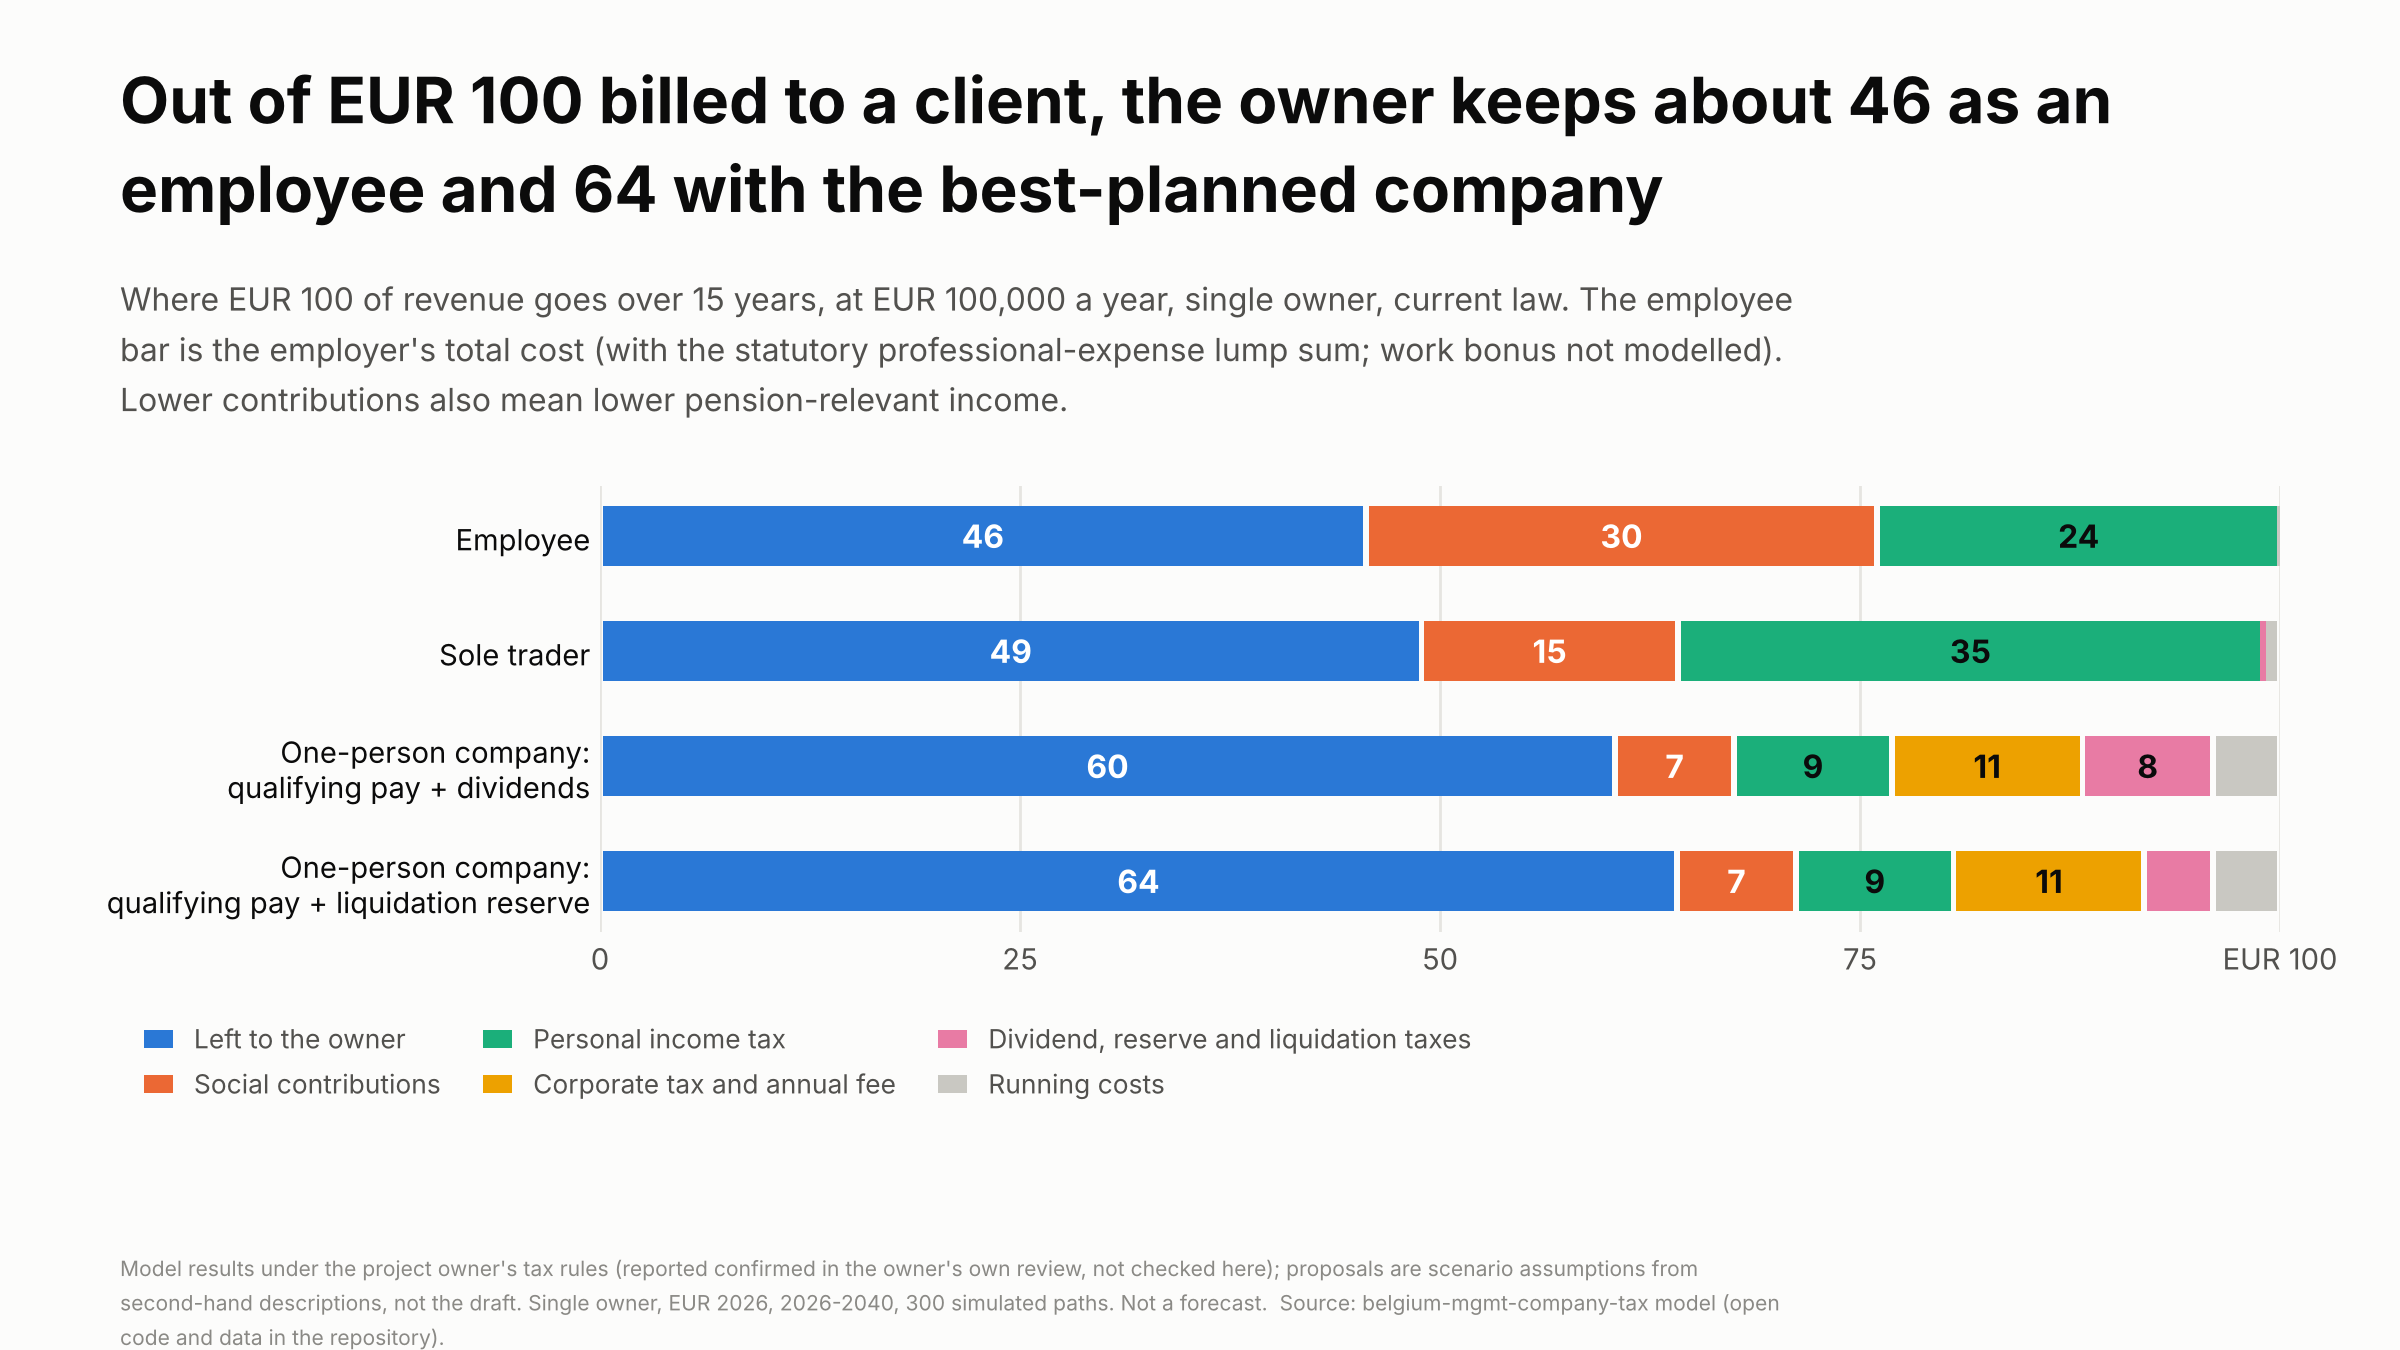 Out of EUR 100 billed to a client, the owner keeps about 46 as an
employee and 64 with the best-planned company
Where EUR 100 of revenue goes over 15 years, at EUR 100,000 a year, single owner, current law. The employee
bar is the employer's total cost (with the statutory professional-expense lump sum; work bonus not modelled).
Lower contributions also mean lower pension-relevant income.
Employee
46
30
24
Sole trader
49
15
35
One-person company:
qualifying pay + dividends
60
7
9
11
8
One-person company:
qualifying pay + liquidation reserve
64
7
9
11
0
25
50
75
EUR 100
Left to the owner
Personal income tax
Dividend, reserve and liquidation taxes
Social contributions
Corporate tax and annual fee
Running costs
Model results under the project owner's tax rules (reported confirmed in the owner's own review, not checked here); proposals are scenario assumptions from
second-hand descriptions, not the draft. Single owner, EUR 2026, 2026-2040, 300 simulated paths. Not a forecast.  Source: belgium-mgmt-company-tax model (open
code and data in the repository).